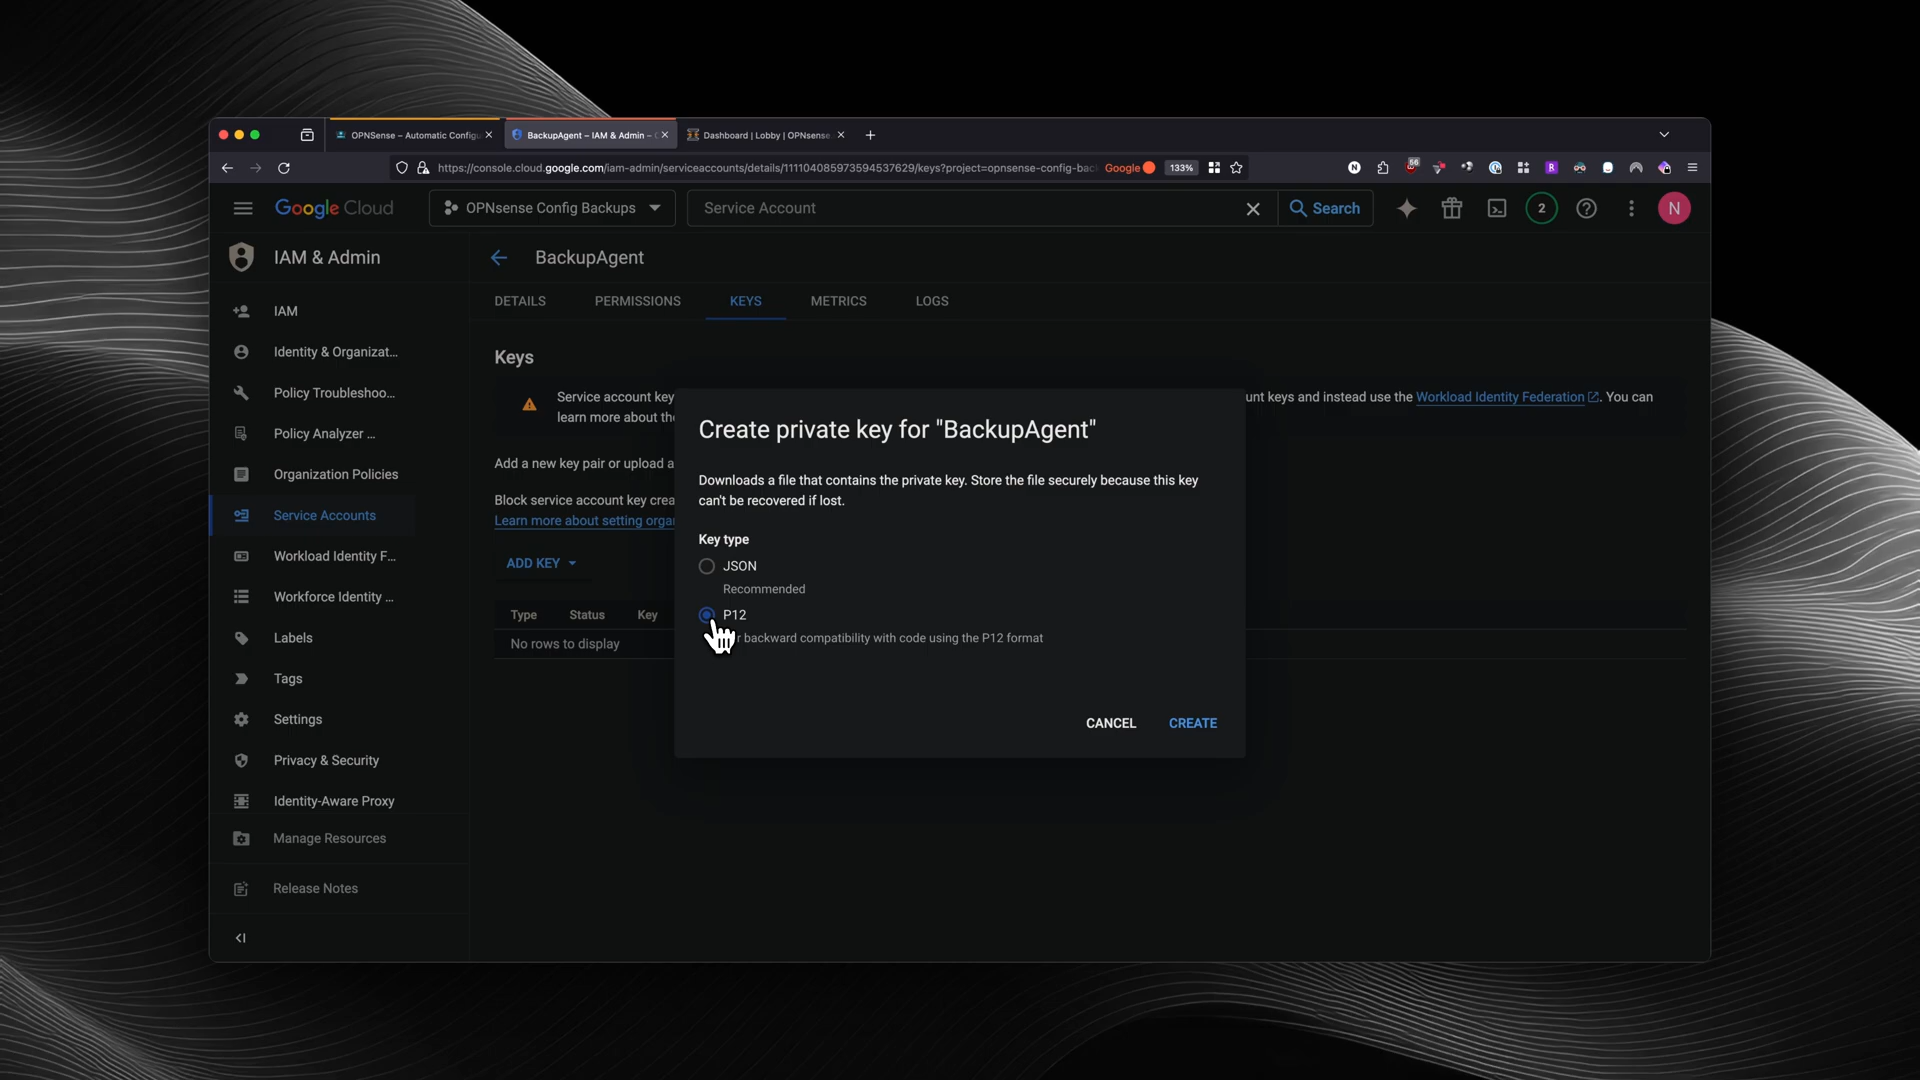 OPNSense – Automatic Configu
BackupAgent – IAM & Admin –
Dashboard | Lobby | OPNsense.
https://console.cloud.google.com/iam-admin/serviceaccounts/details/111104085973594537629/keys?project=opnsense-config-bac
Google
133%
56
Google Cloud
OPNsense Config Backups
Service Account
Search
2
N
IAM & Admin
BackupAgent
DETAILS
PERMISSIONS
KEYS
METRICS
LOGS
IAM
Identity & Organizat...
Policy Troubleshoo...
Policy Analyzer ...
Organization Policies
Service Accounts
Workload Identity F...
Workforce Identity ...
Labels
Tags
Settings
Privacy & Security
Identity-Aware Proxy
Manage Resources
Release Notes
Keys
Service account key
unt keys and instead use the Workload Identity Federation. You can
learn more about the
Add a new key pair or upload a
Block service account key crea
Learn more about setting organ
ADD KEY
Type Status Key
No rows to display
Create private key for "BackupAgent"
Downloads a file that contains the private key. Store the file securely because this key
can't be recovered if lost.
Key type
JSON
Recommended
P12
r backward compatibility with code using the P12 format
CANCEL
CREATE